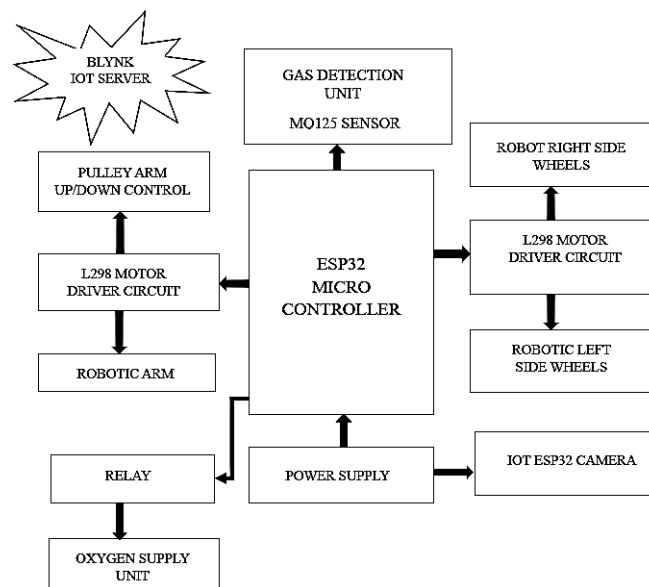 BLYNK
IOT SERVER
GAS DETECTION
UNIT
MQ125 SENSOR
PULLEY ARM
UP/DOWN CONTROL
ROBOT RIGHT SIDE
WHEELS
L298 MOTOR
DRIVER CIRCUIT
ESP32
MICRO
CONTROLLER
L298 MOTOR
DRIVER CIRCUIT
ROBOTIC ARM
ROBOTIC LEFT
SIDE WHEELS
RELAY
POWER SUPPLY
IOT ESP32 CAMERA
OXYGEN SUPPLY
UNIT